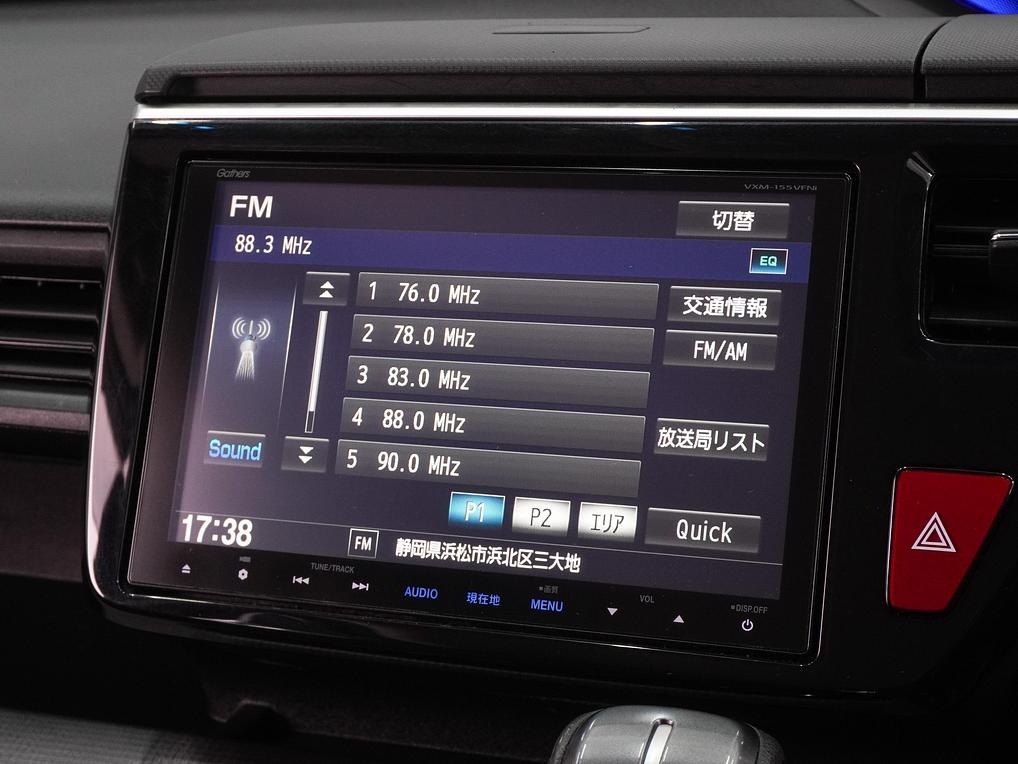 Gathers
VXM-155VFNi
FM
切替
88.3 MHz
EQ
1 76.0 MHz
交通情報
2 78.0 MHz
FM/AM
3 83.0 MHz
4 88.0 MHz
放送局リスト
Sound
5 90.0 MHz
P1 P2 エリア
Quick
17:38
FM 静岡県浜松市浜北区三大地
TUNE/TRACK
AUDIO
現在地
画質
MENU
VOL
DISP.OFF